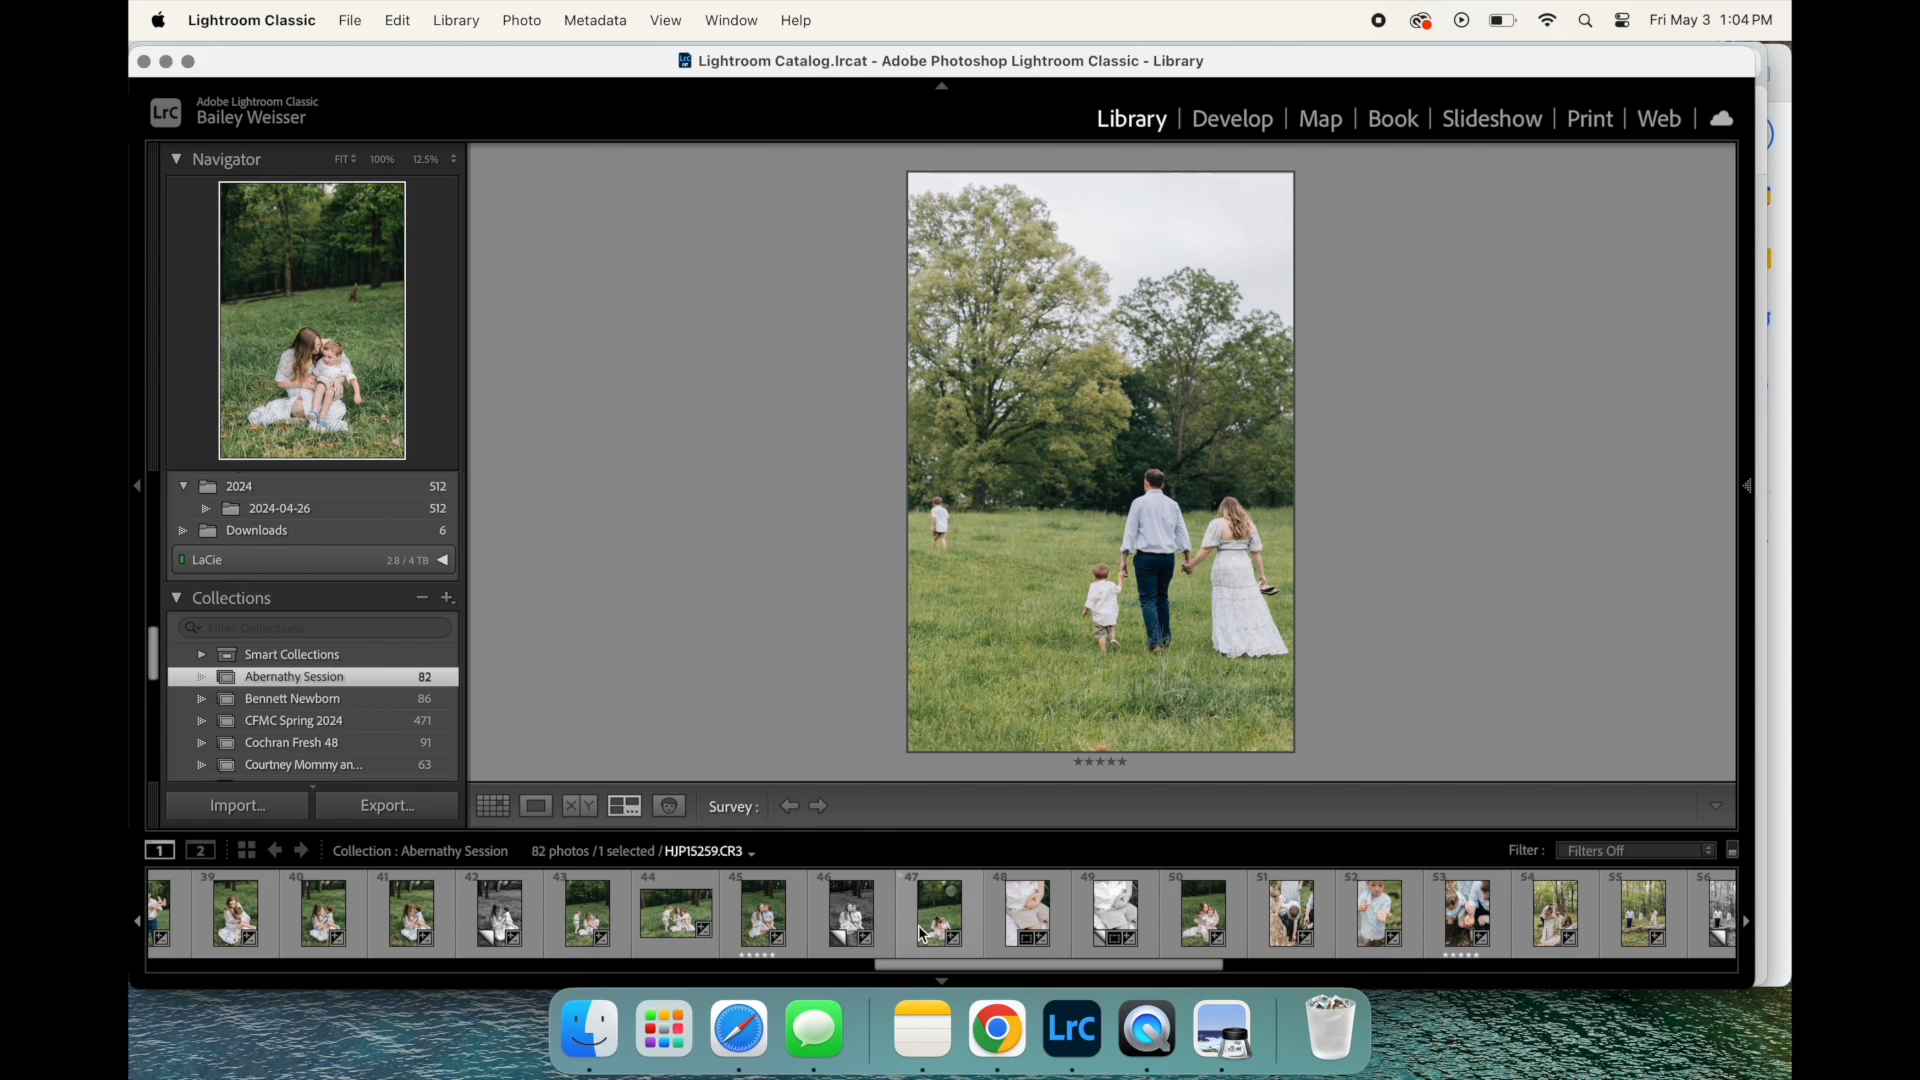 Lightroom Classic File Edit Library Photo Metadata View Window Help Fri May 3 1:04 PM
Lightroom Catalog.lrcat - Adobe Photoshop Lightroom Classic - Library
LrC Adobe Lightroom Classic
Bailey Weisser
Library | Develop | Map | Book | Slideshow | Print | Web
Navigator FIT 100% 12.5%
2024 512
2024-04-26 512
Downloads 6
LaCie 2.8 / 4 TB
Collections
Filter Collections
Smart Collections
Abernathy Session 82
Bennett Newborn 86
CFMC Spring 2024 471
Cochran Fresh 48 91
Courtney Mommy an... 63
Import... Export...
XY Survey :
1 2 Collection : Abernathy Session 82 photos / 1 selected / HJP15259.CR3 Filter : Filters Off
39 40 41 42 43 44 45 46 47 48 49 50 51 52 53 54 55 56
LrC